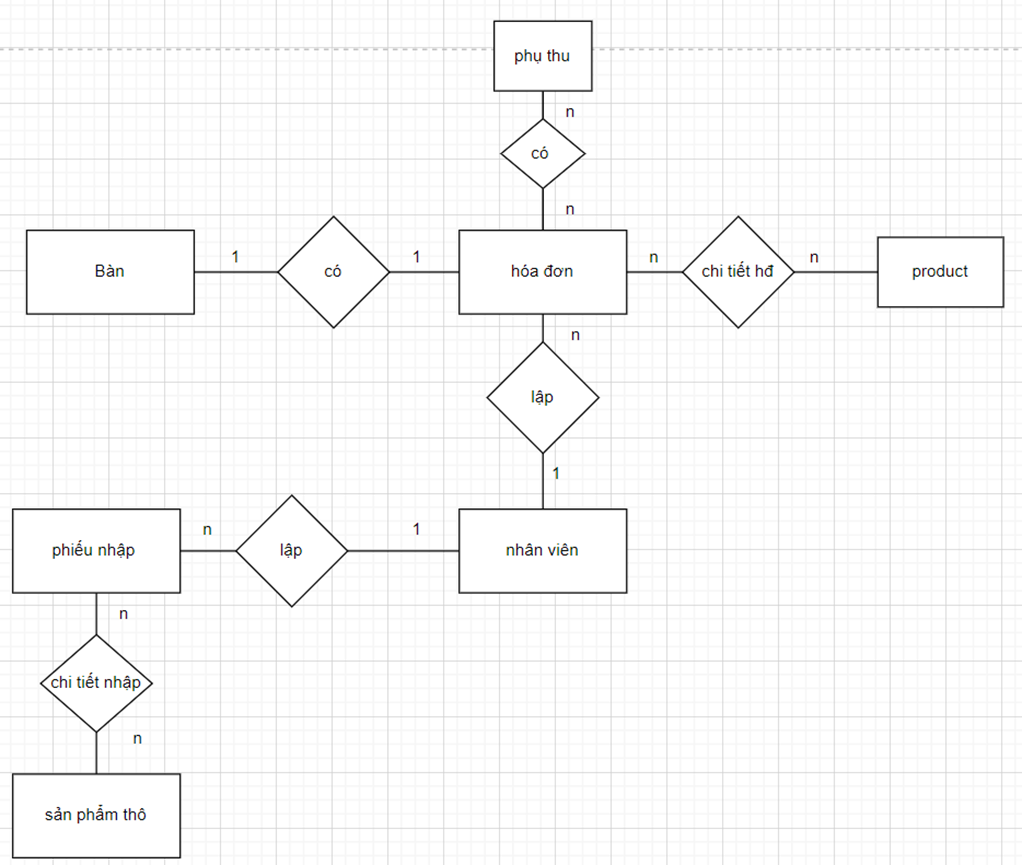 phụ thu
n
có
n
Bàn
1
có
1
hóa đơn
n
chi tiết hđ
n
product
n
lập
1
phiếu nhập
n
lập
1
nhân viên
n
chi tiết nhập
n
sản phẩm thô